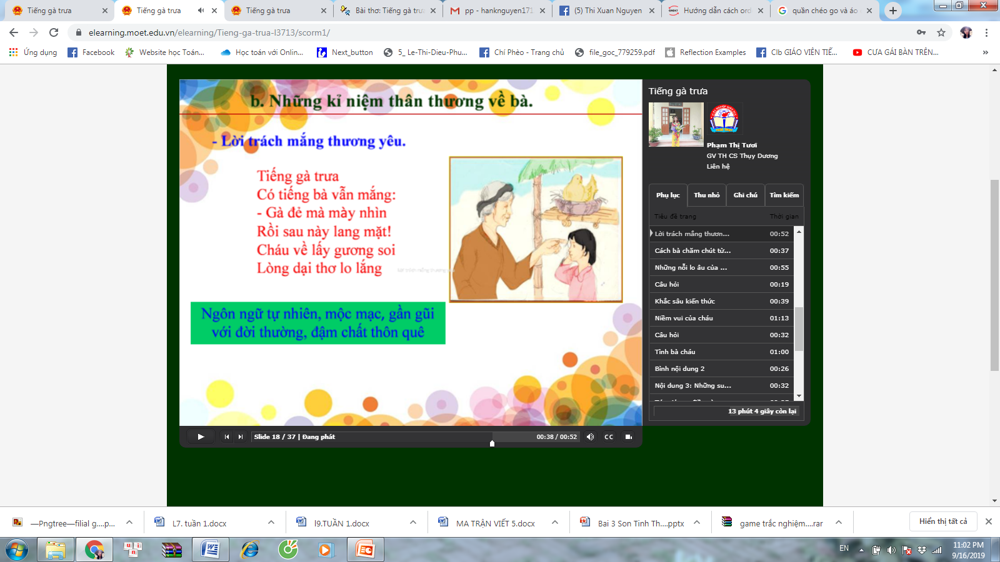 Tiếng gà trưa
Tiếng gà trưa
Tiếng gà trưa
Bài thơ: Tiếng gà trư
pp - hanknguyen171
(5) Thi Xuan Nguyen
Hướng dẫn cách ord
quần chéo go và áo
elearning.moet.edu.vn/elearning/Tieng-ga-trua-l3713/scorm1/
Ứng dụng
Facebook
Website học Toán...
Học toán với Onlin...
Next_button
5_ Le-Thi-Dieu-Phu...
Chí Phèo - Trang chủ
file_goc_779259.pdf
Reflection Examples
Clb GIÁO VIÊN TIẾ...
CƯA GÁI BÀN TRÊN...
»
b. Những kỉ niệm thân thương về bà.
- Lời trách mắng thương yêu.
Tiếng gà trưa
Có tiếng bà vẫn mắng:
- Gà đẻ mà mày nhìn
Rồi sau này lang mặt!
Cháu về lấy gương soi
Lòng dại thơ lo lắng
Ngôn ngữ tự nhiên, mộc mạc, gần gũi
với đời thường, đậm chất thôn quê
Slide 18 / 37 | Đang phát
00:38 / 00:52
CC
Tiếng gà trưa
Phạm Thị Tươi
GV TH CS Thụy Dương
Liên hệ
Phụ lục
Thu nhỏ
Ghi chú
Tìm kiếm
Tiêu đề trang
Thời gian
Lời trách mắng thươn... 00:52
Cách bà chăm chút từ... 00:37
Những nỗi lo âu của ... 00:55
Câu hỏi 00:19
Khắc sâu kiến thức 00:39
Niềm vui của cháu 01:13
Câu hỏi 00:32
Tình bà cháu 01:00
Bình nội dung 2 00:26
Nội dung 3: Những su... 00:32
13 phút 4 giây còn lại
—Pngtree—filial g....p...
L7. tuần 1.docx
l9.TUẦN 1.docx
MA TRẬN VIẾT 5.docx
Bai 3 Son Tinh Th....pptx
game trắc nghiệm....rar
Hiển thị tất cả
EN
11:02 PM
9/16/2019